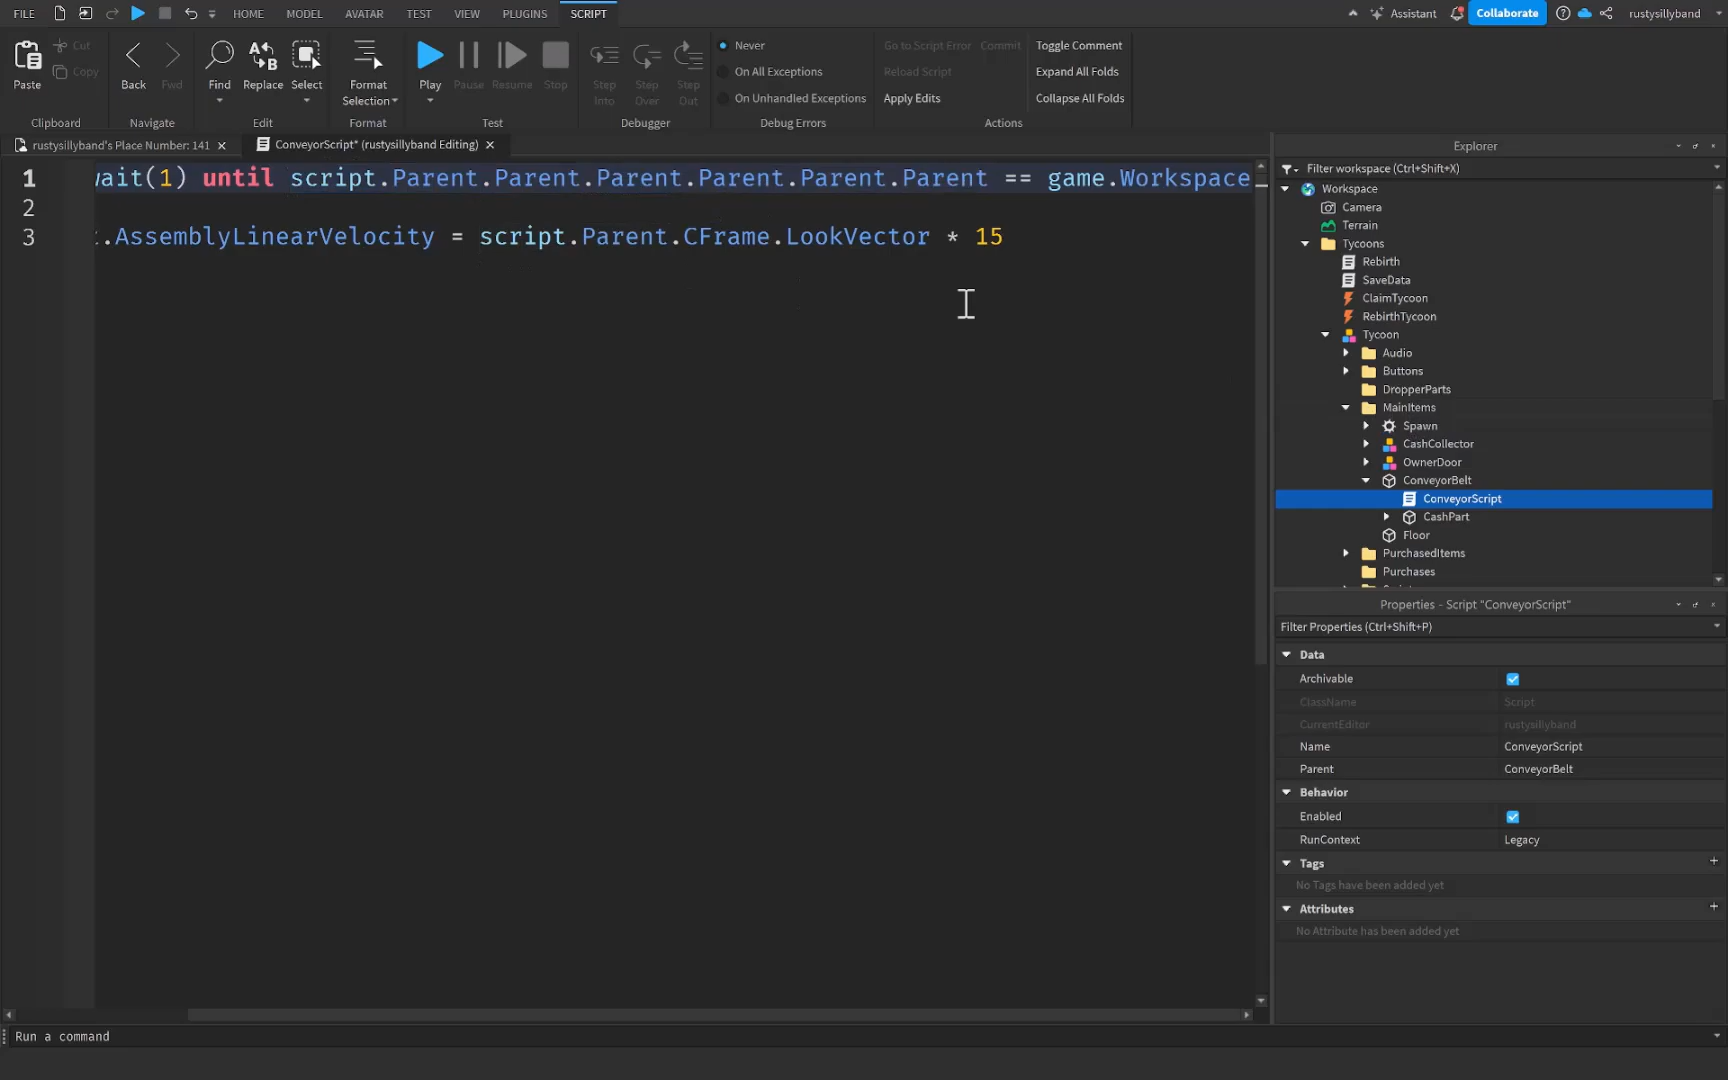 FILE HOME MODEL AVATAR TEST VIEW PLUGINS SCRIPT Assistant Collaborate rustysillyband
Paste
Cut
Copy
Clipboard
Back Fwd
Navigate
Find Replace Select
Edit
Format
Selection
Format
Play Pause Resume Stop
Test
Step
Into
Step
Over
Step
Out
Debugger
Never
On All Exceptions
On Unhandled Exceptions
Debug Errors
Go to Script Error Commit
Reload Script
Apply Edits
Toggle Comment
Expand All Folds
Collapse All Folds
Actions
rustysillyband's Place Number: 141 ConveyorScript* (rustysillyband Editing)
1 wait(1) until script.Parent.Parent.Parent.Parent.Parent.Parent == game.Workspace
2
3 .AssemblyLinearVelocity = script.Parent.CFrame.LookVector * 15
Explorer
Filter workspace (Ctrl+Shift+X)
Workspace
Camera
Terrain
Tycoons
Rebirth
SaveData
ClaimTycoon
RebirthTycoon
Tycoon
Audio
Buttons
DropperParts
MainItems
Spawn
CashCollector
OwnerDoor
ConveyorBelt
ConveyorScript
CashPart
Floor
PurchasedItems
Purchases
Properties - Script "ConveyorScript"
Filter Properties (Ctrl+Shift+P)
Data
Archivable
ClassName Script
CurrentEditor rustysillyband
Name ConveyorScript
Parent ConveyorBelt
Behavior
Enabled
RunContext Legacy
Tags
No Tags have been added yet
Attributes
No Attribute has been added yet
Run a command